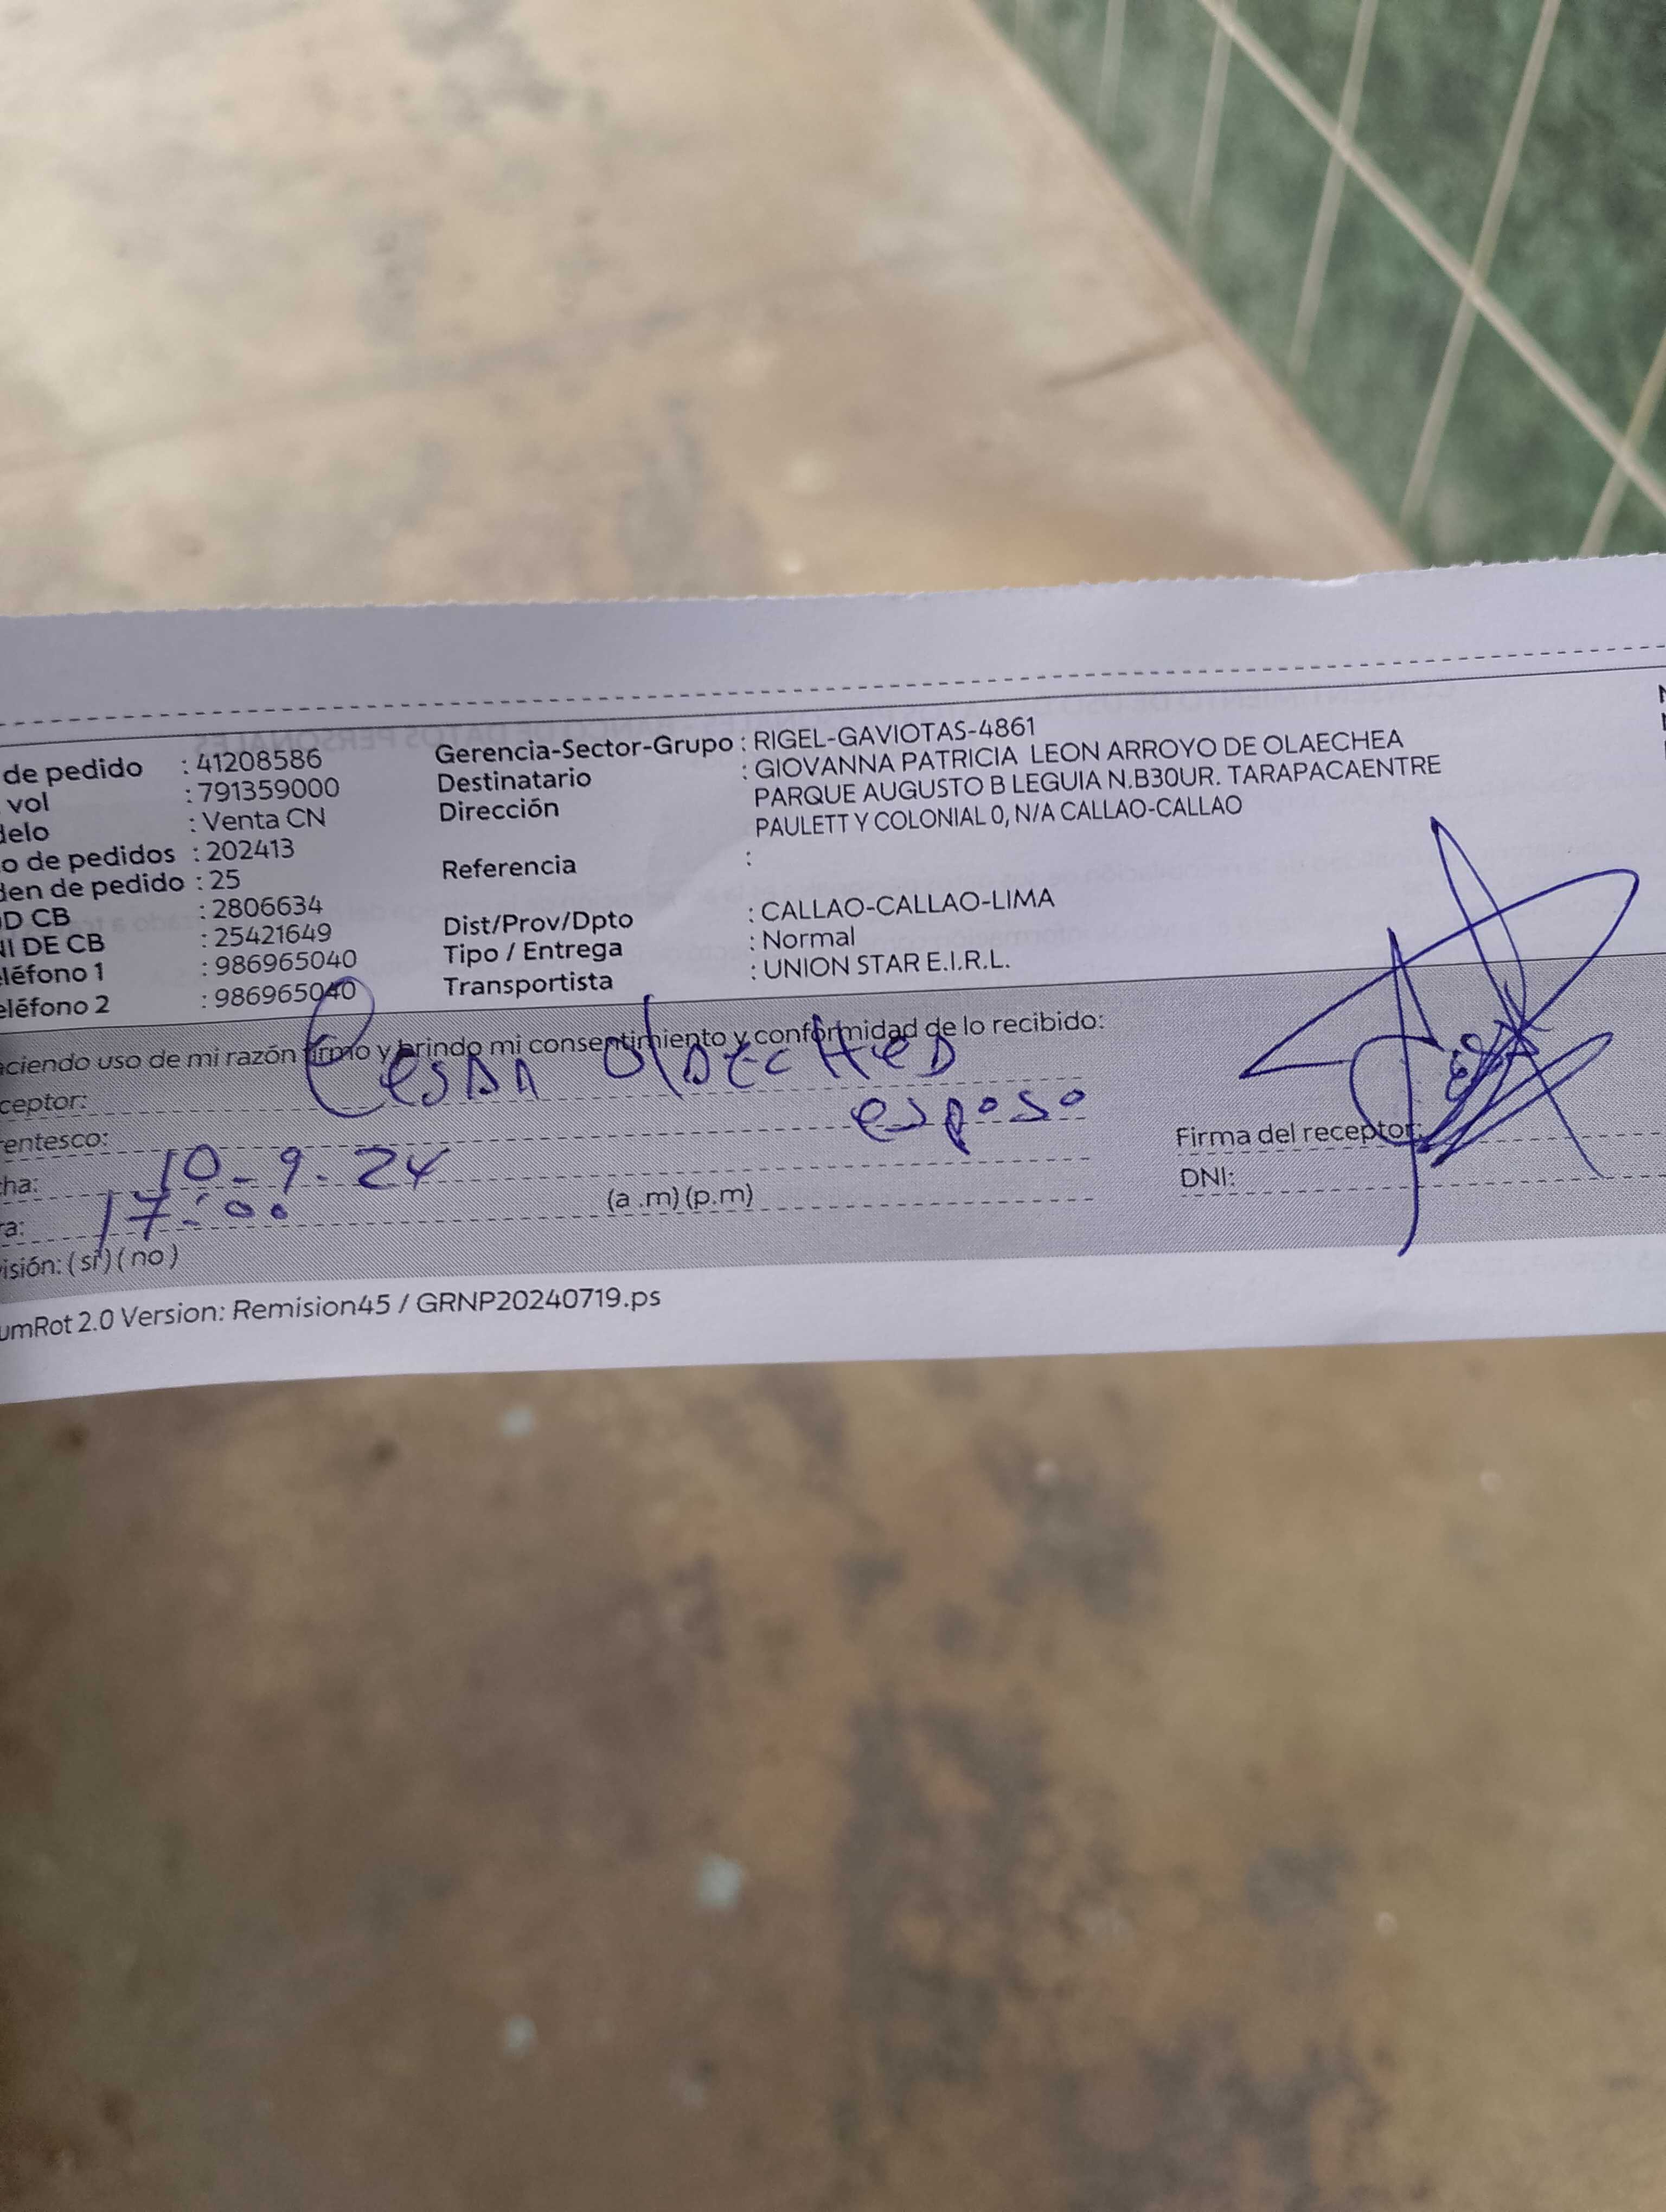 de pedido : 41208586
vol : 791359000
delo : Venta CN
o de pedidos : 202413
den de pedido : 25
D CB : 2806634
NI DE CB : 25421649
eléfono 1 : 986965040
eléfono 2 : 986965040
Gerencia-Sector-Grupo : RIGEL-GAVIOTAS-4861
Destinatario : GIOVANNA PATRICIA LEON ARROYO DE OLAECHEA
Dirección PARQUE AUGUSTO B LEGUIA N.B30UR. TARAPACAENTRE
PAULETT Y COLONIAL 0, N/A CALLAO-CALLAO
Referencia :
Dist/Prov/Dpto : CALLAO-CALLAO-LIMA
Tipo / Entrega : Normal
Transportista : UNION STAR E.I.R.L.
aciendo uso de mi razón firmo y brindo mi consentimiento y conformidad de lo recibido:
ceptor: Cesar Olaechea
rentesco: esposo
cha: 10-9-24
ra: 17:00 (a .m) (p.m)
visión: ( si ) ( no )
Firma del receptor:
DNI:
umRot 2.0 Version: Remision45 / GRNP20240719.ps